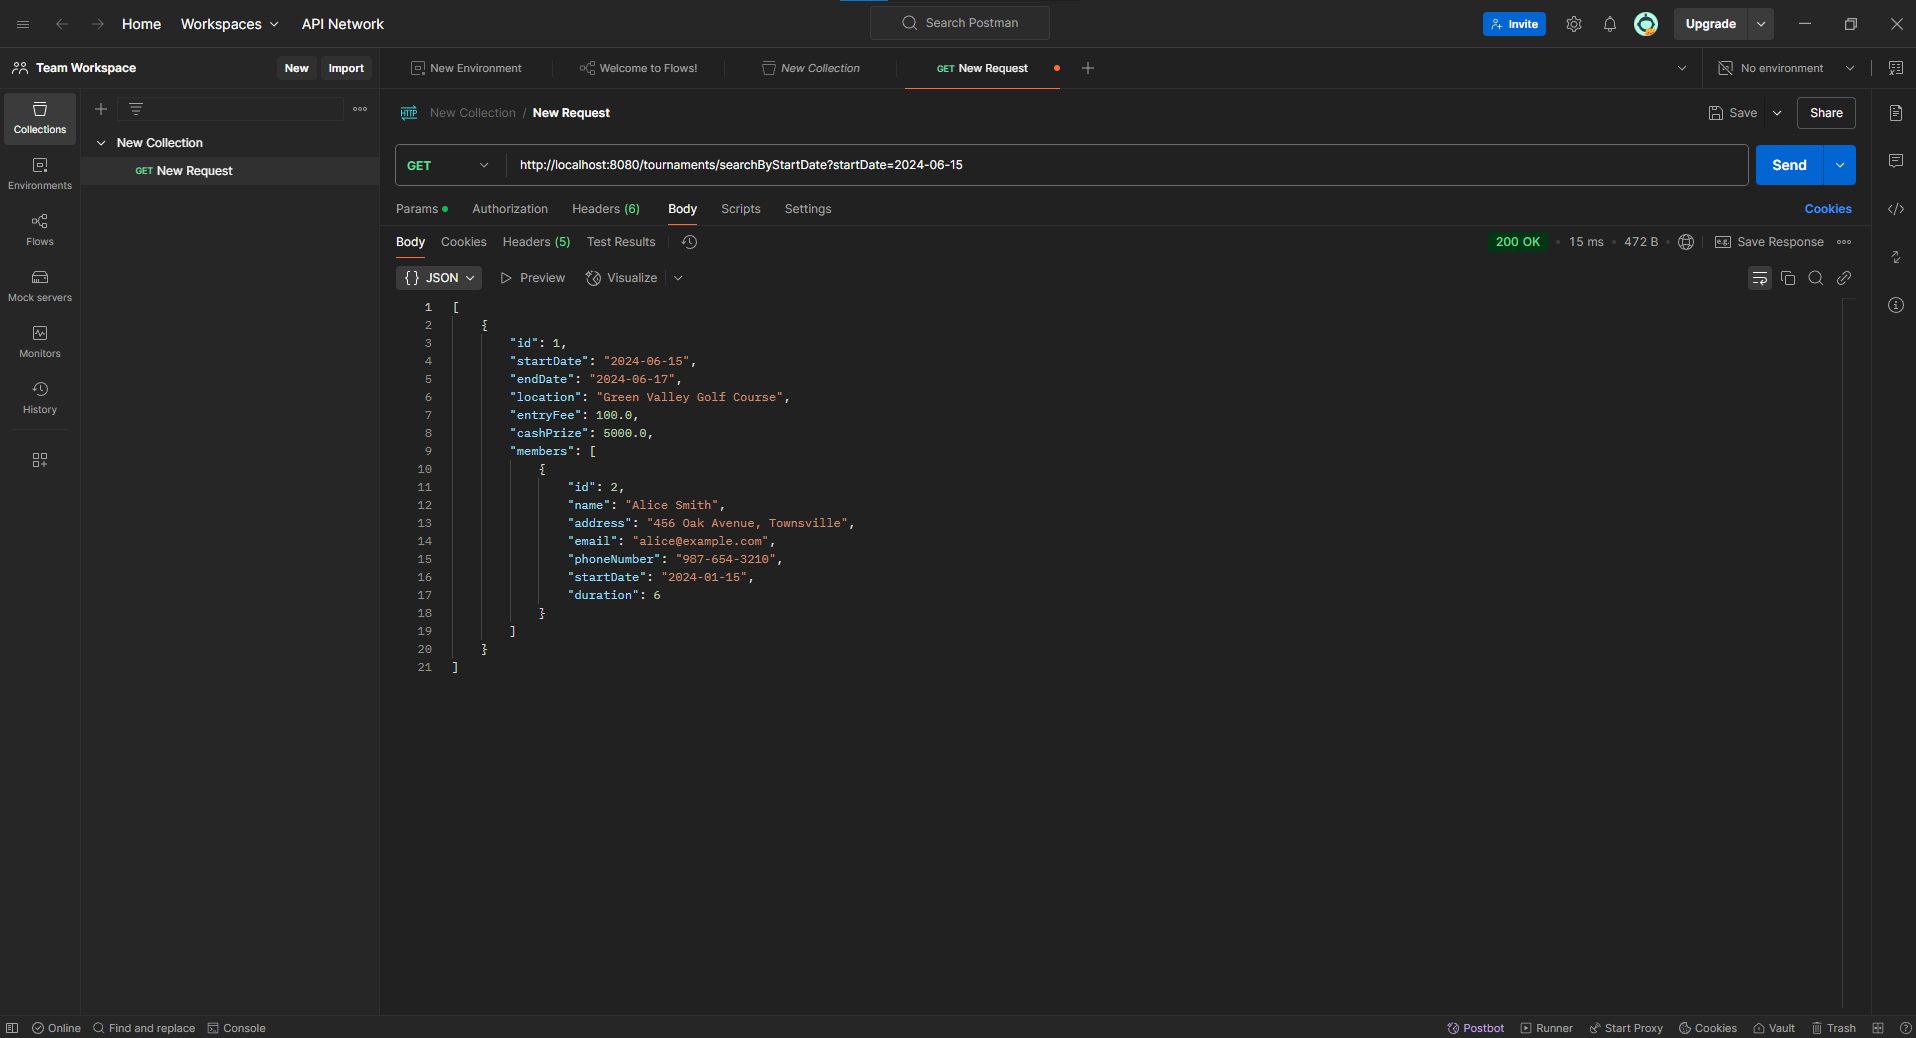 Home Workspaces API Network Search Postman Invite Upgrade
Team Workspace New Import New Environment Welcome to Flows! New Collection GET New Request No environment
Collections
Environments
Flows
Mock servers
Monitors
History
New Collection
GET New Request
HTTP New Collection / New Request Save Share
GET http://localhost:8080/tournaments/searchByStartDate?startDate=2024-06-15 Send
Params Authorization Headers (6) Body Scripts Settings Cookies
Body Cookies Headers (5) Test Results 200 OK 15 ms 472 B e.g. Save Response
{} JSON Preview Visualize
1 [
2 {
3 "id": 1,
4 "startDate": "2024-06-15",
5 "endDate": "2024-06-17",
6 "location": "Green Valley Golf Course",
7 "entryFee": 100.0,
8 "cashPrize": 5000.0,
9 "members": [
10 {
11 "id": 2,
12 "name": "Alice Smith",
13 "address": "456 Oak Avenue, Townsville",
14 "email": "alice@example.com",
15 "phoneNumber": "987-654-3210",
16 "startDate": "2024-01-15",
17 "duration": 6
18 }
19 ]
20 }
21 ]
Online Find and replace Console Postbot Runner Start Proxy Cookies Vault Trash